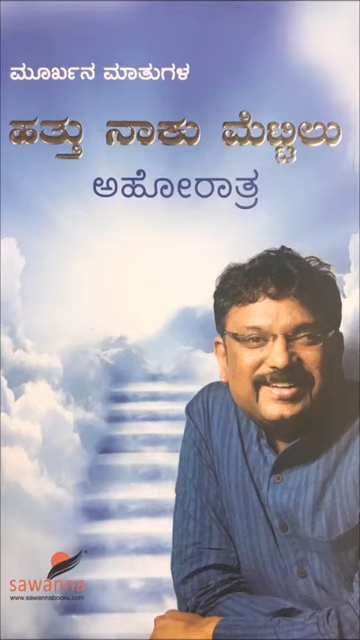 ಮೂರ್ಖನ ಮಾತುಗಳ
ಹತ್ತು ನಾಕು ಮೆಟ್ಟಿಲು
ಅಹೋರಾತ್ರ
sawanna
www.sawannabooks.com